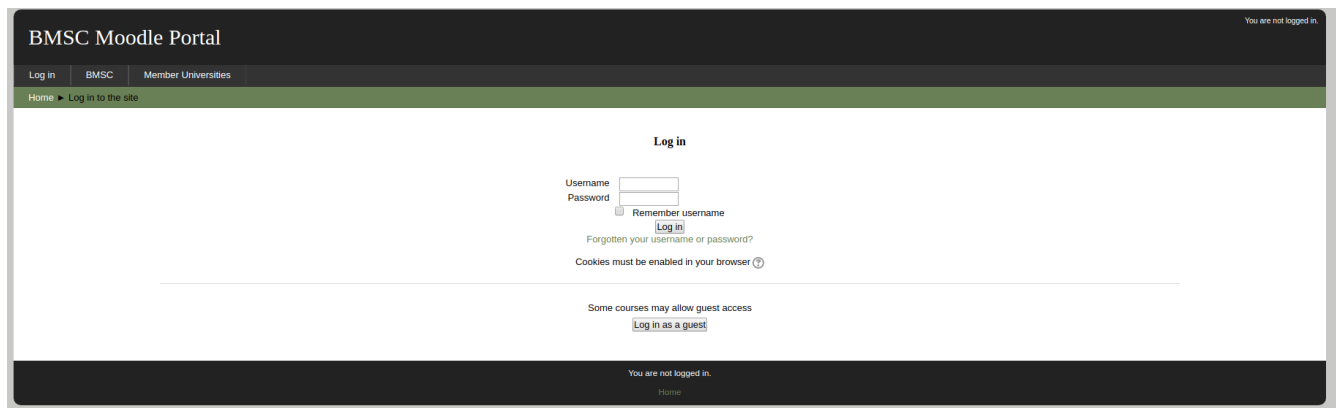 You are not logged in.
BMSC Moodle Portal
Log in BMSC Member Universities
Home ► Log in to the site
Log in
Username
Password
Remember username
Log in
Forgotten your username or password?
Cookies must be enabled in your browser ?
Some courses may allow guest access
Log in as a guest
You are not logged in.
Home